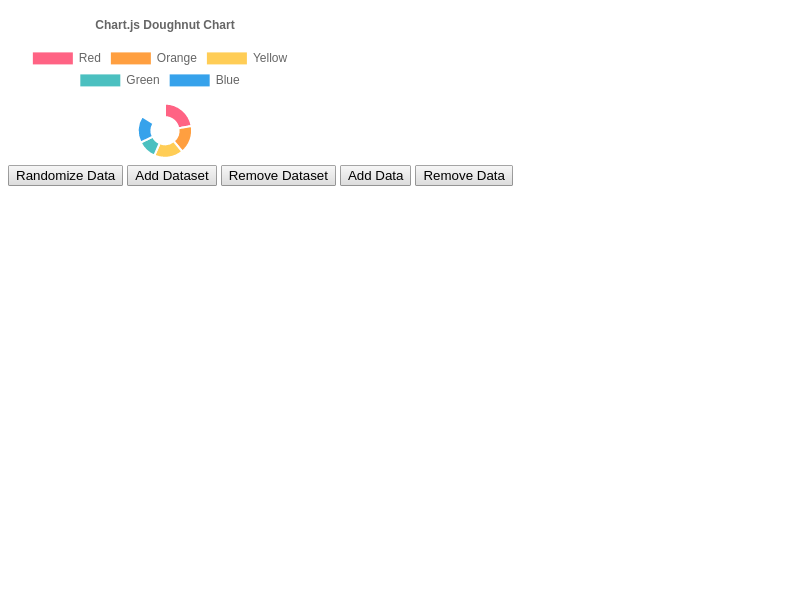 Chart.js Doughnut Chart
Red Orange Yellow
Green Blue
Randomize Data Add Dataset Remove Dataset Add Data Remove Data